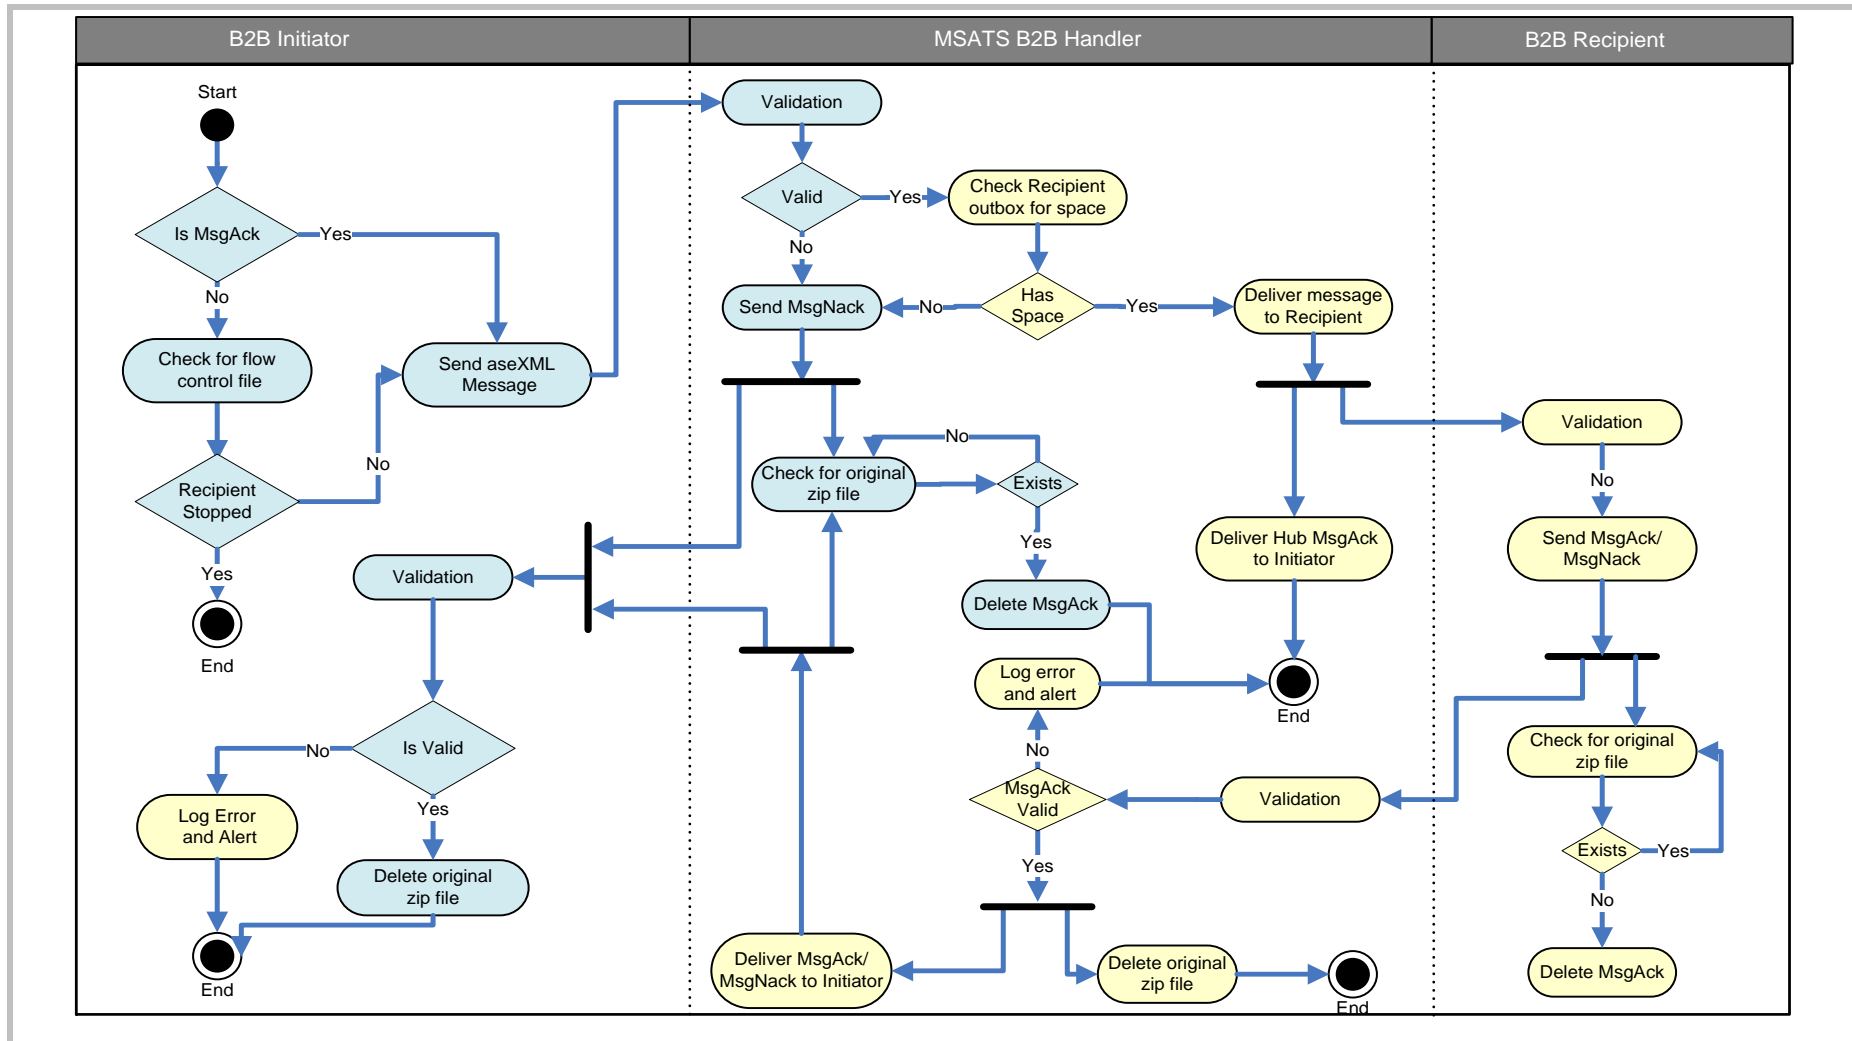 B2B Initiator
MSATS B2B Handler
B2B Recipient
Start
Is MsgAck
Yes
No
Check for flow
control file
Send aseXML
Message
No
Recipient
Stopped
Yes
End
Validation
Is Valid
No
Yes
Log Error
and Alert
Delete original
zip file
End
Validation
Valid
Yes
Check Recipient
outbox for space
No
Send MsgNack
No
Has
Space
Yes
Deliver message
to Recipient
No
Check for original
zip file
Exists
Yes
Deliver Hub MsgAck
to Initiator
Delete MsgAck
Log error
and alert
End
No
MsgAck
Valid
Validation
Yes
Deliver MsgAck/
MsgNack to Initiator
Delete original
zip file
End
Validation
No
Send MsgAck/
MsgNack
Check for original
zip file
Exists
Yes
No
Delete MsgAck